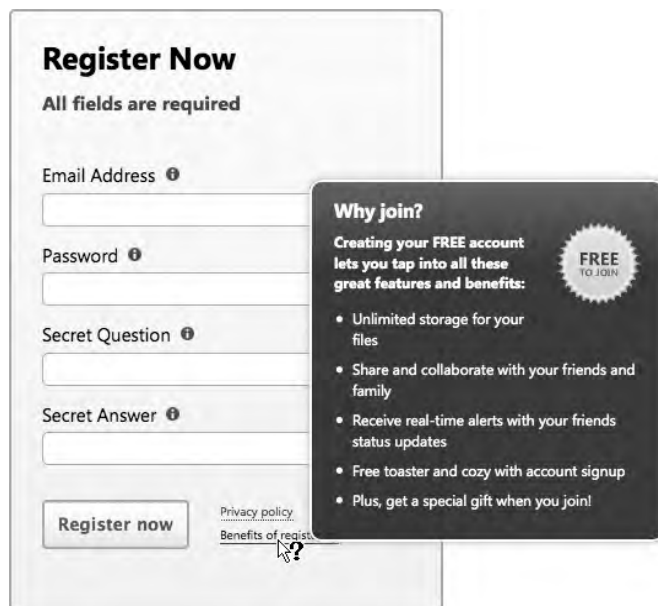 Register Now
All fields are required
Email Address
Password
Secret Question
Secret Answer
Register now
Privacy policy
Benefits of
Why join?
Creating your FREE account
lets you tap into all these
great features and benefits:
FREE
TO JOIN
• Unlimited storage for your
files
• Share and collaborate with your friends and
family
• Receive real-time alerts with your friends
status updates
• Free toaster and cozy with account signup
• Plus, get a special gift when you join!